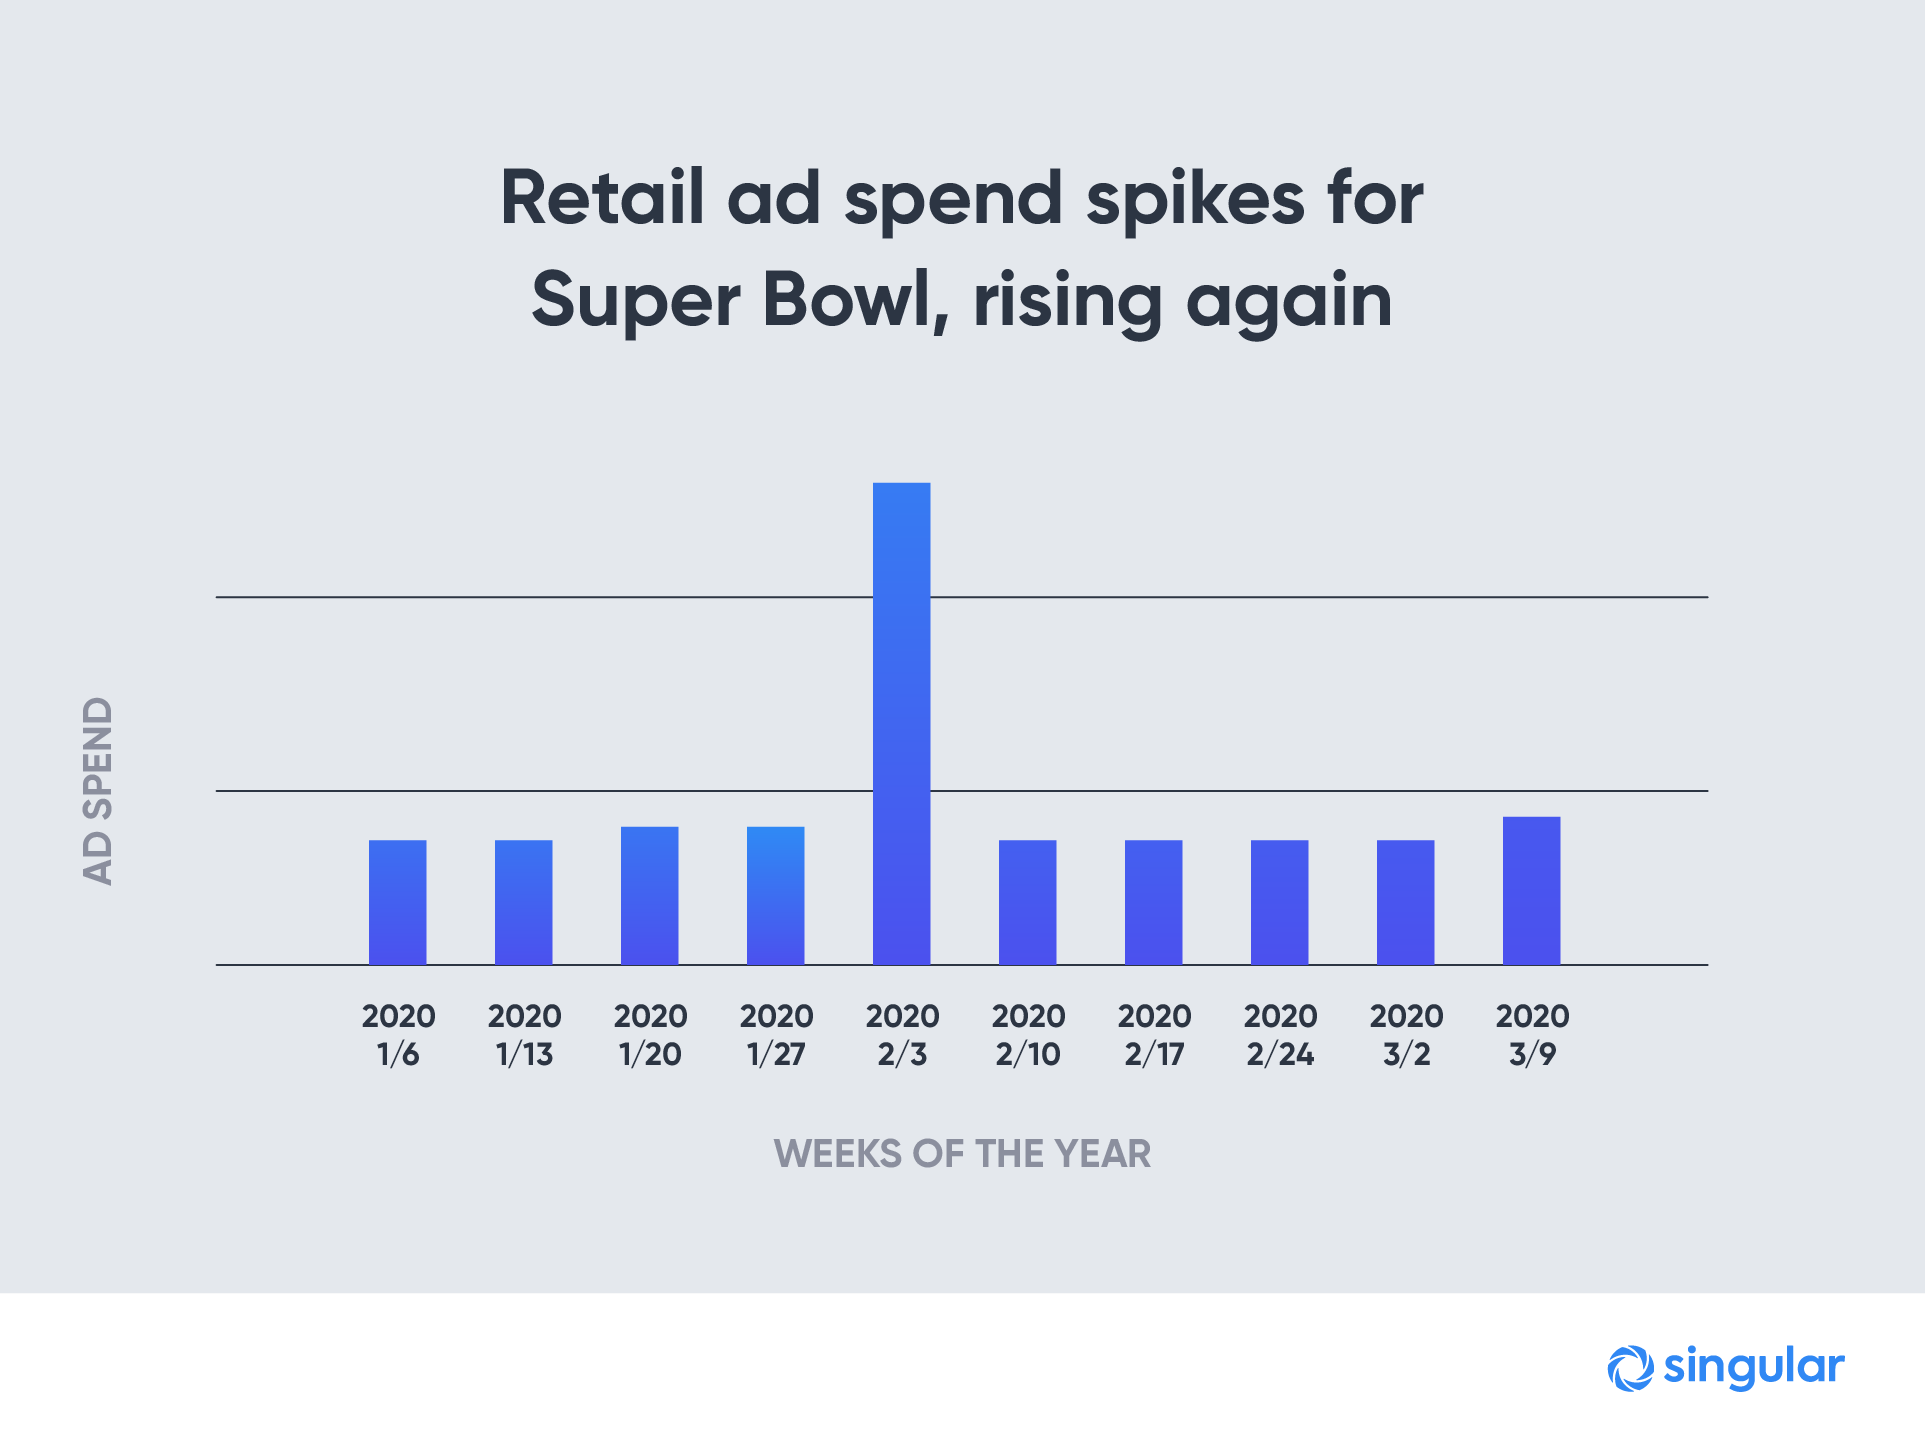 Retail ad spend spikes for
Super Bowl, rising again
AD SPEND
2020 2020 2020 2020 2020 2020 2020 2020 2020 2020
1/6 1/13 1/20 1/27 2/3 2/10 2/17 2/24 3/2 3/9
WEEKS OF THE YEAR
singular